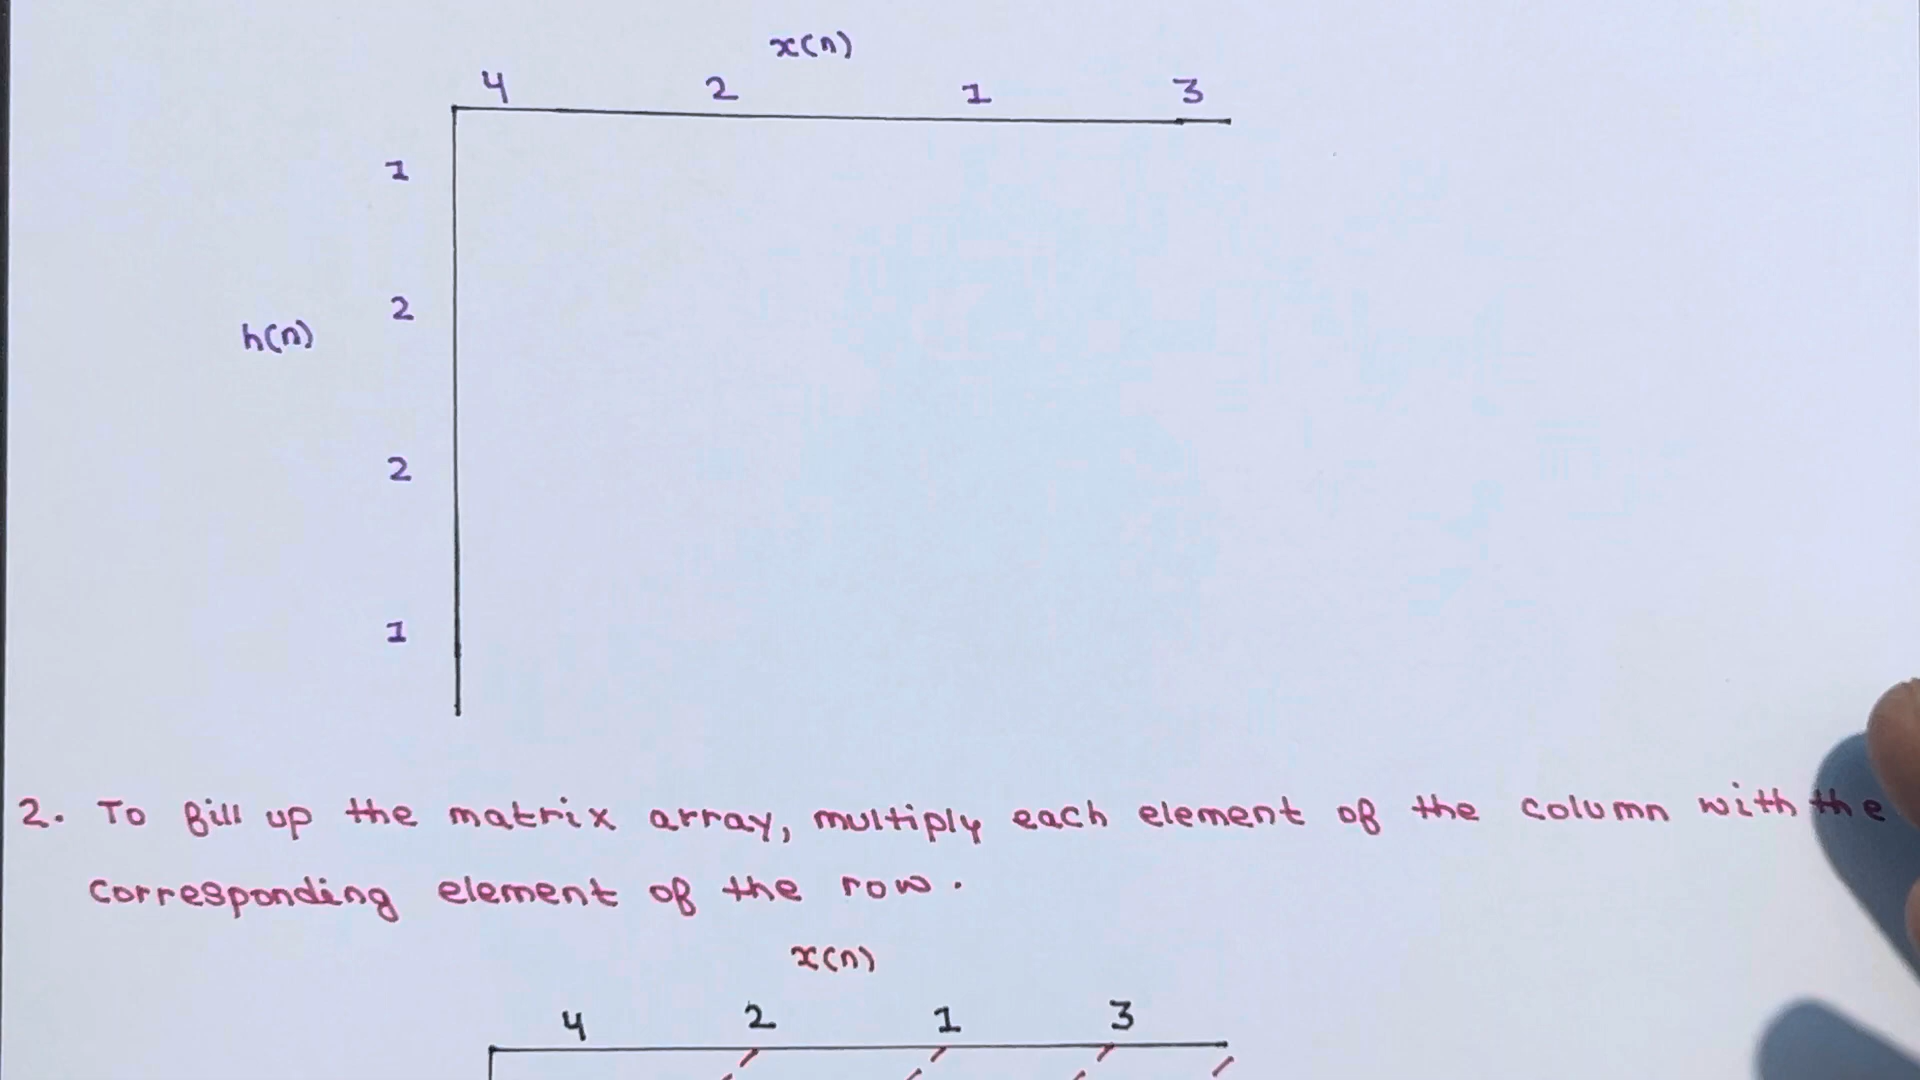 x(n)
4 2 1 3
1
2
h(n)
2
1
2. To fill up the matrix array, multiply each element of the column with the
corresponding element of the row.
x(n)
4 2 1 3